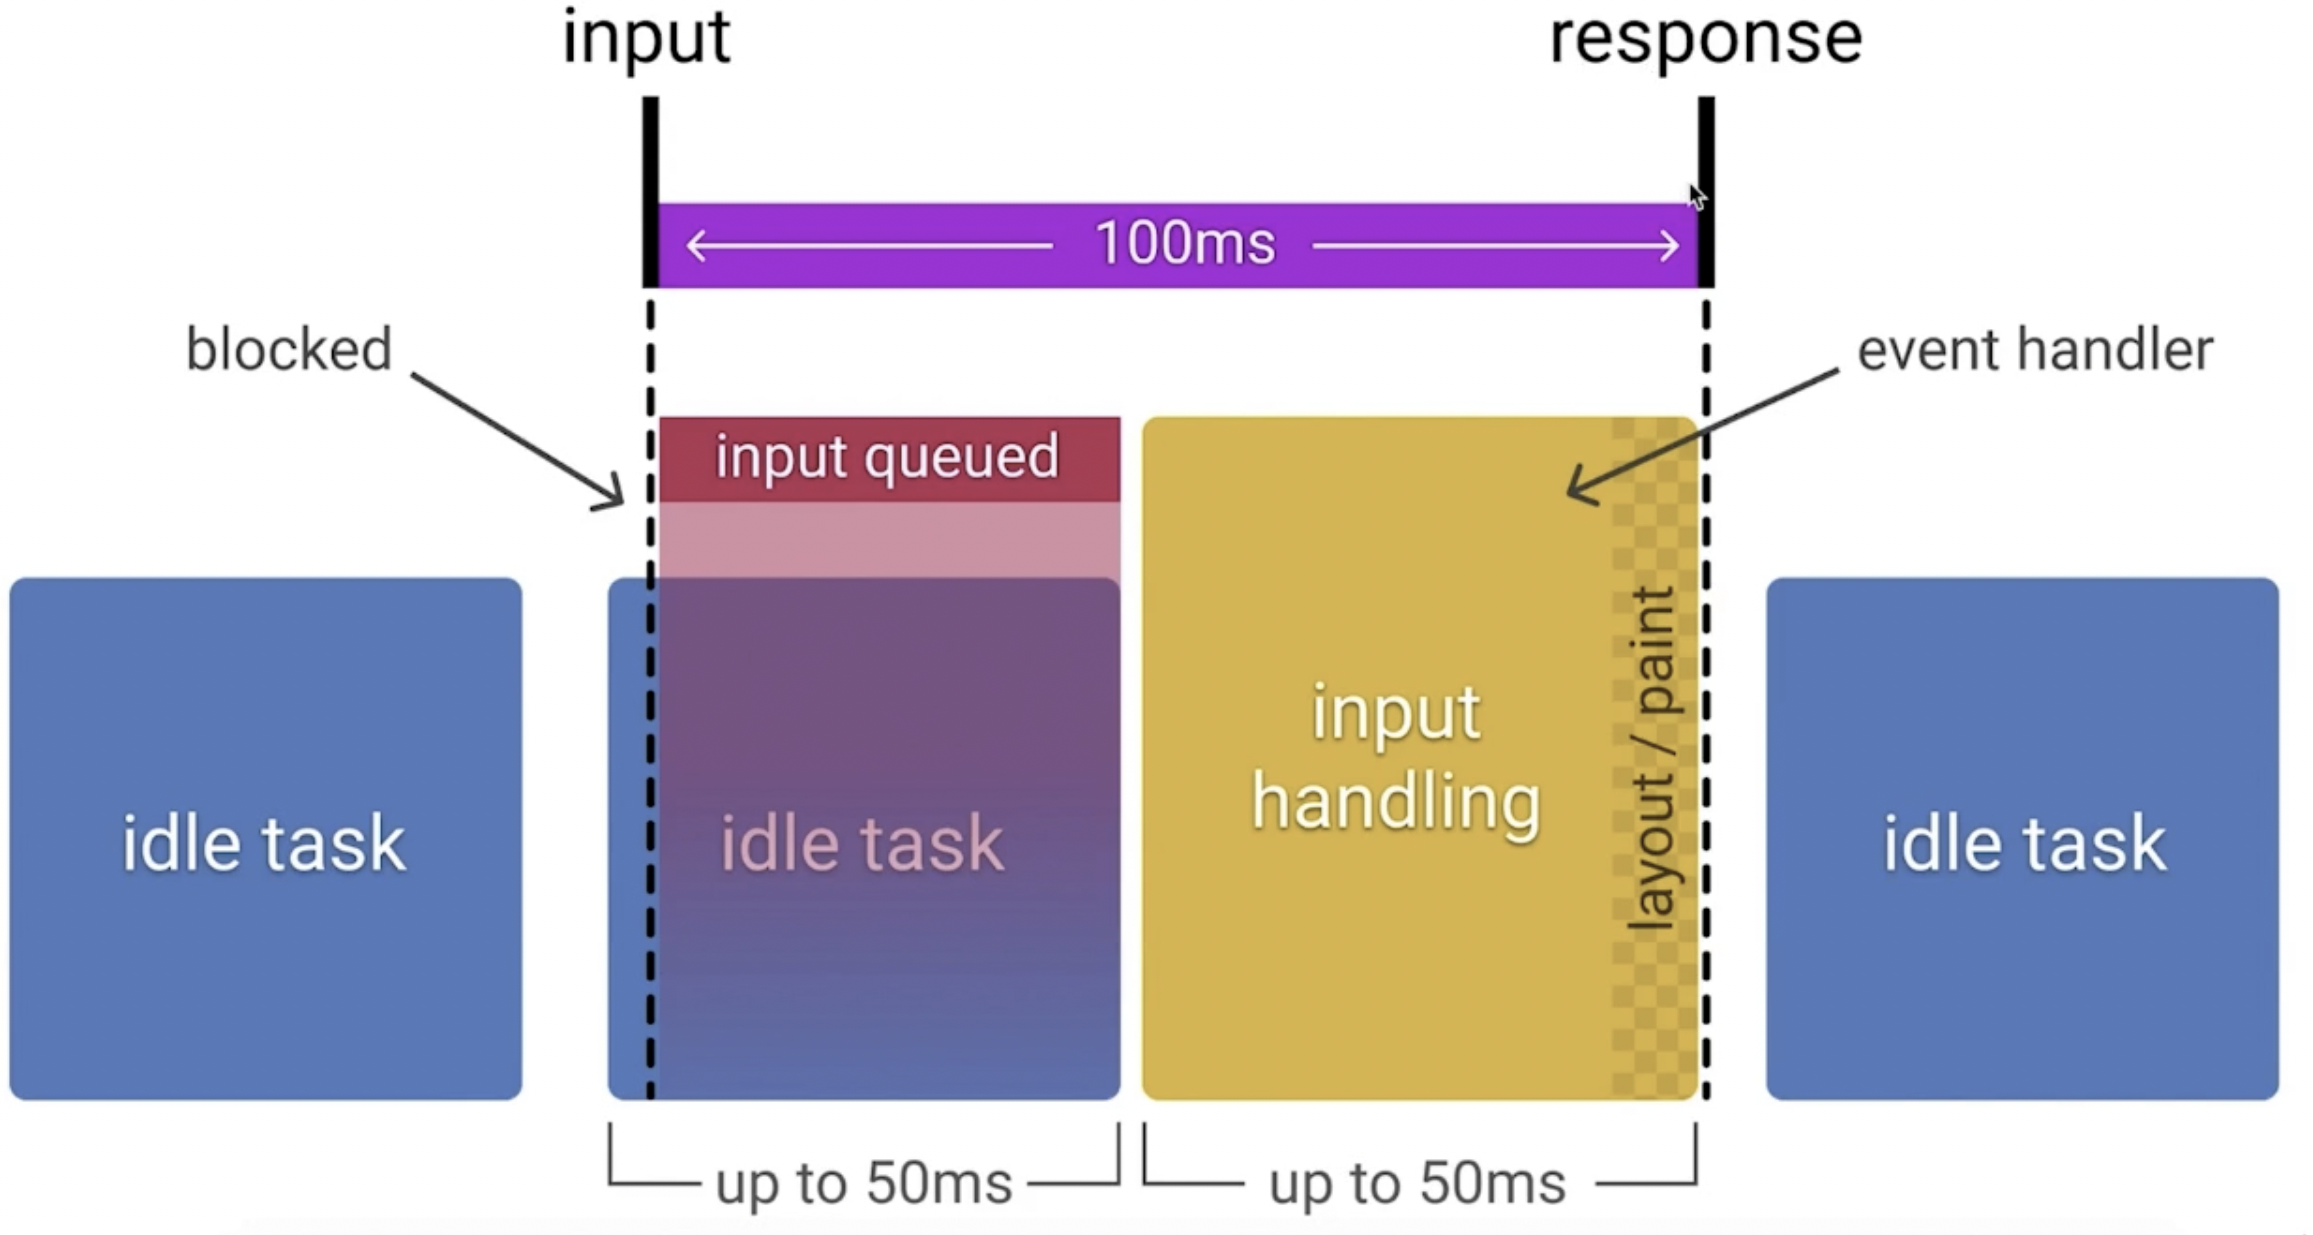 input
response
100ms
blocked
event handler
input queued
idle task
idle task
input
handling
layout / paint
idle task
up to 50ms
up to 50ms